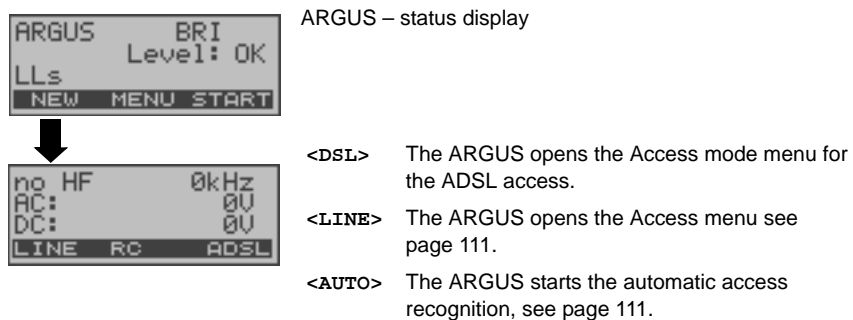 ARGUS – status display
ARGUS BRI
Level: OK
LLs
NEW MENU START
no HF 0kHz
AC: 0V
DC: 0V
LINE RC ADSL
<DSL> The ARGUS opens the Access mode menu for
the ADSL access.
<LINE> The ARGUS opens the Access menu see
page 111.
<AUTO> The ARGUS starts the automatic access
recognition, see page 111.